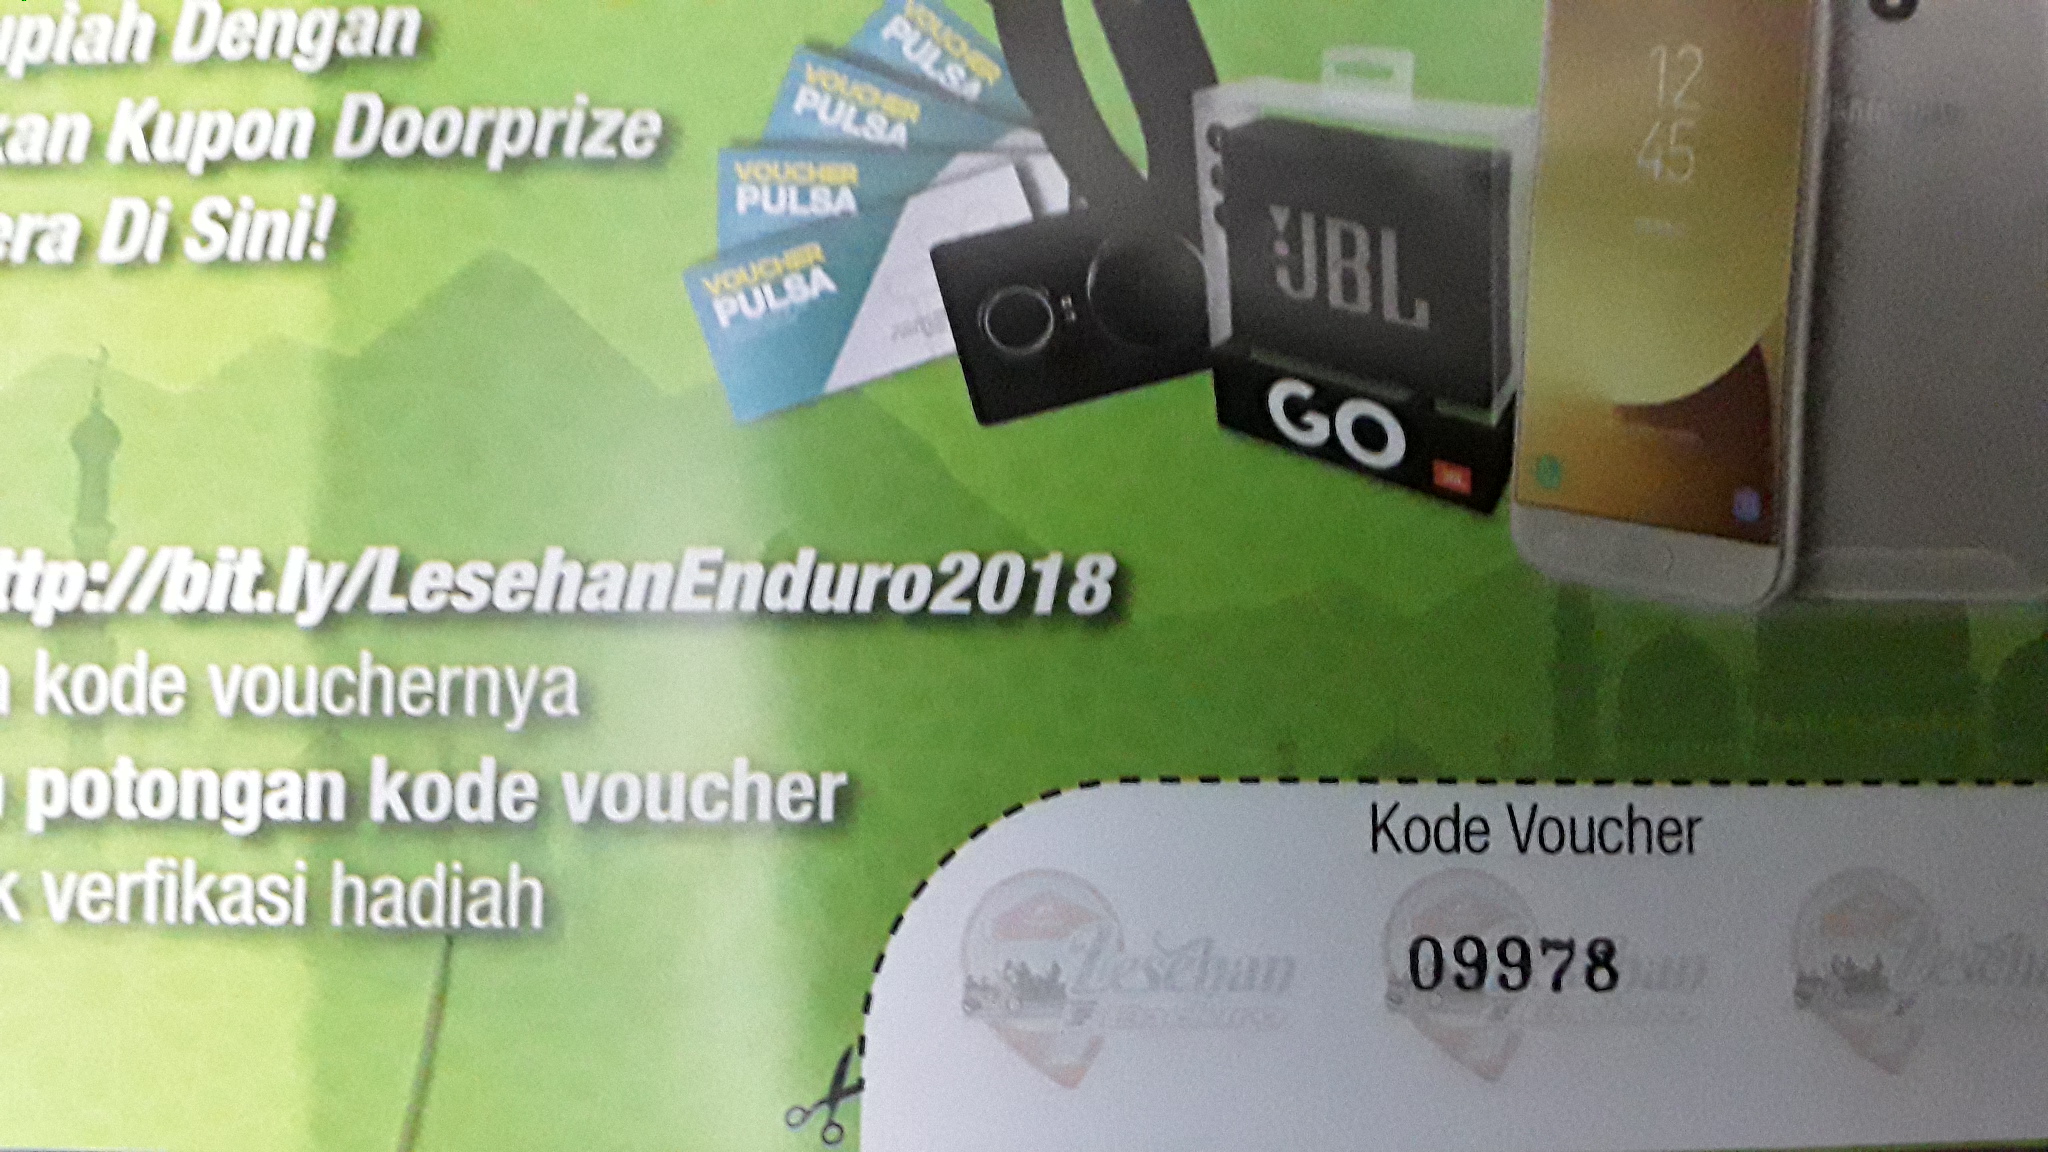 upiah Dengan
kan Kupon Doorprize
era Di Sini!
VOUCHER
PULSA
VOUCHER
PULSA
VOUCHER
PULSA
VOUCHER
PULSA
JBL
GO
JBL
12
45
ttp://bit.ly/LesehanEnduro2018
n kode vouchernya
n potongan kode voucher
k verfikasi hadiah
Kode Voucher
09978
Lesehan